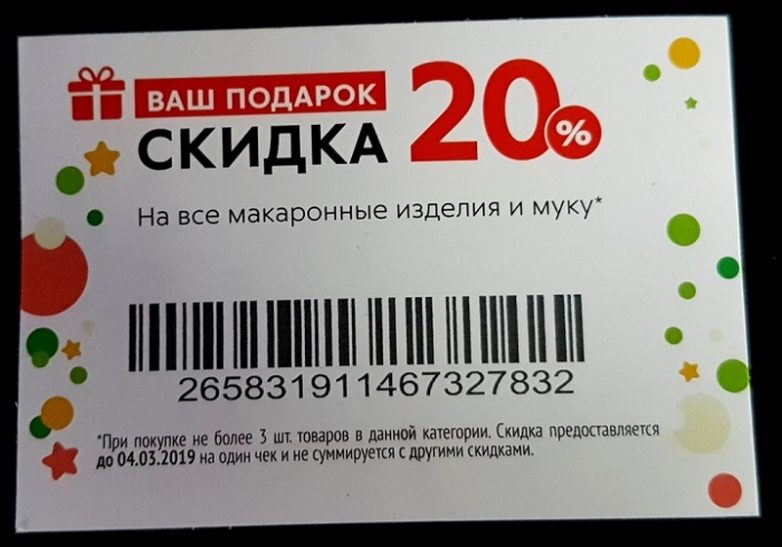 ВАШ ПОДАРОК
СКИДКА 20%
На все макаронные изделия и муку*
265831911467327832
*При покупке не более 3 шт. товаров в данной категории. Скидка предоставляется
до 04.03.2019 на один чек и не суммируется с другими скидками.